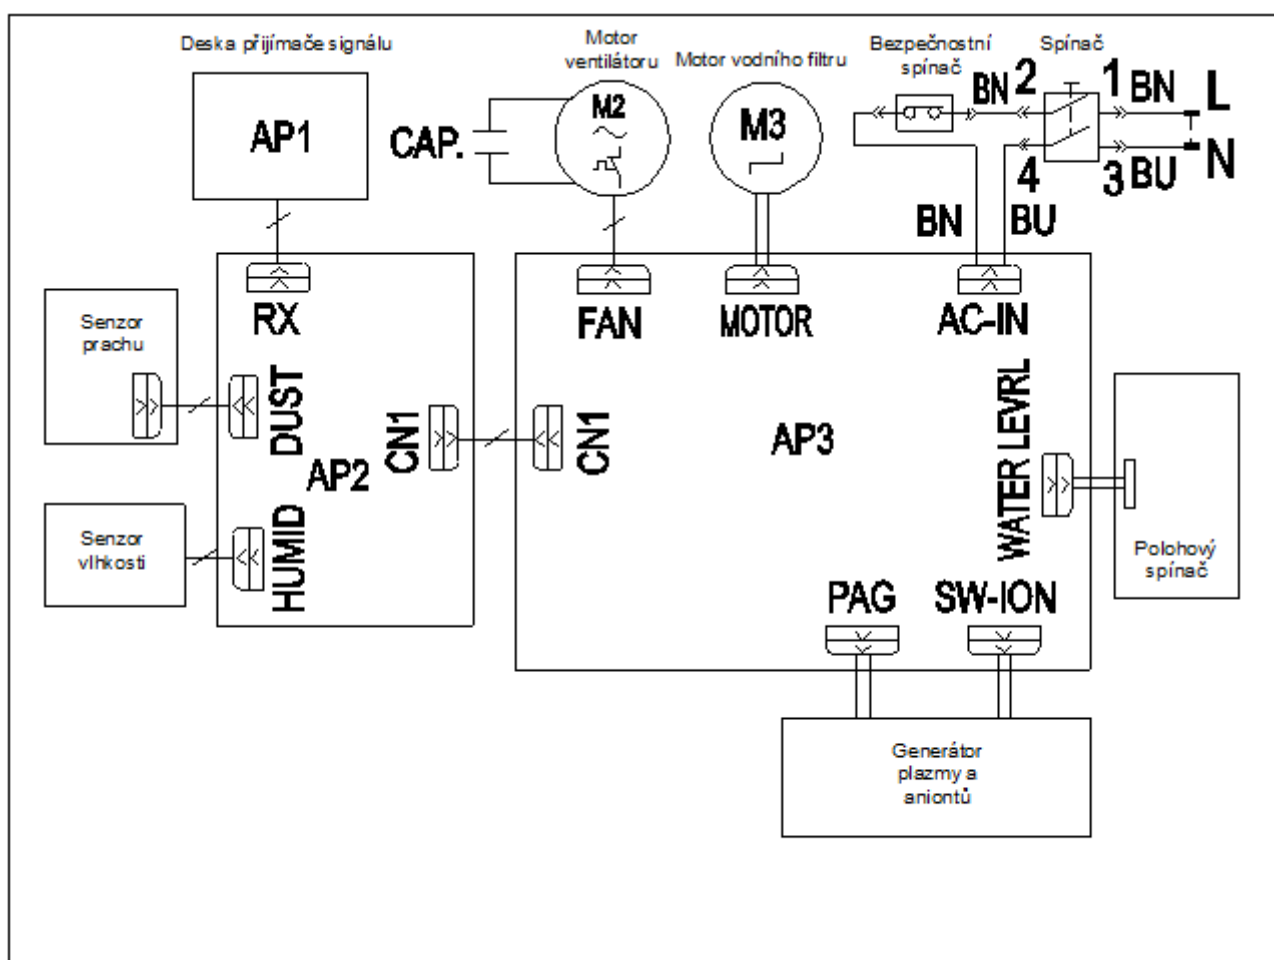 Deska přijímače signálu
Motor
ventilátoru
Motor vodního filtru
Bezpečnostní
spínač
Spínač
AP1
CAP.
M2
M3
BN
2
1
BN
L
4
3
BU
N
BN
BU
RX
FAN
MOTOR
AC-IN
Senzor
prachu
DUST
AP2
CN1
CN1
AP3
WATER LEVRL
Polohový
spínač
Senzor
vlhkosti
HUMID
PAG
SW-ION
Generátor
plazmy a
aniontů